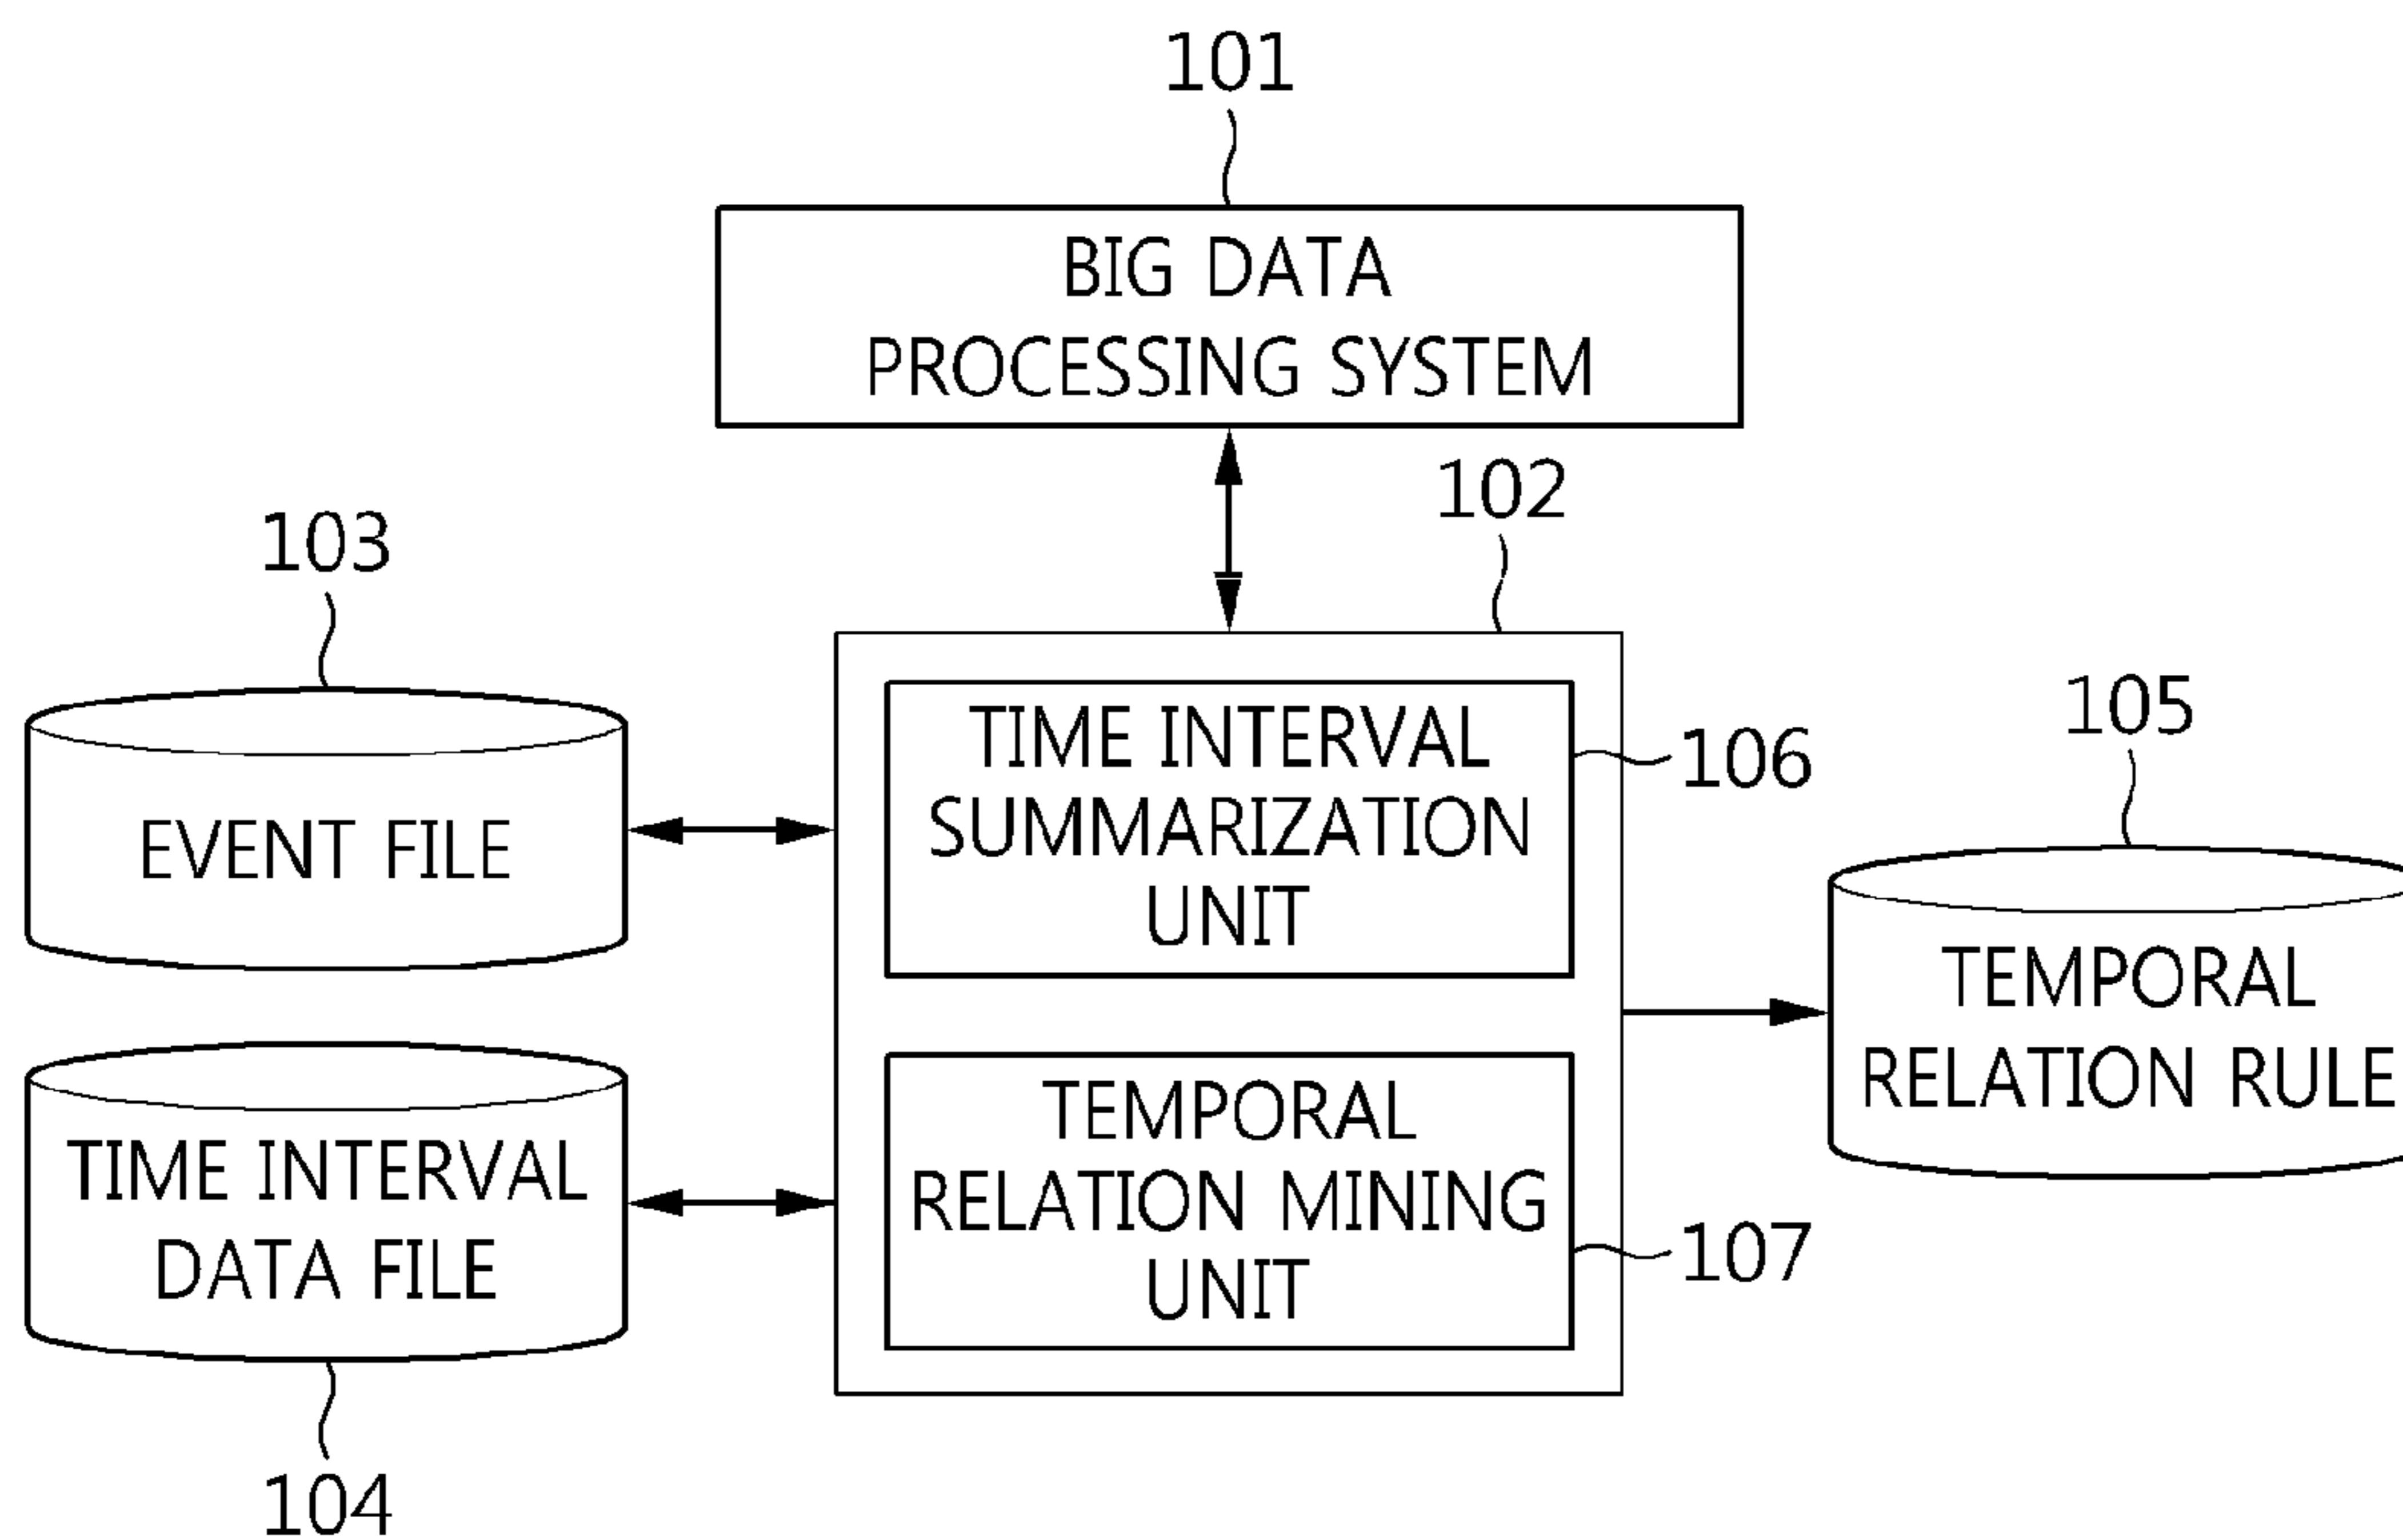 101
BIG DATA
PROCESSING SYSTEM
102
103
EVENT FILE
TIME INTERVAL
SUMMARIZATION
UNIT
106
105
TEMPORAL
RELATION RULE
TIME INTERVAL
DATA FILE
104
TEMPORAL
RELATION MINING
UNIT
107